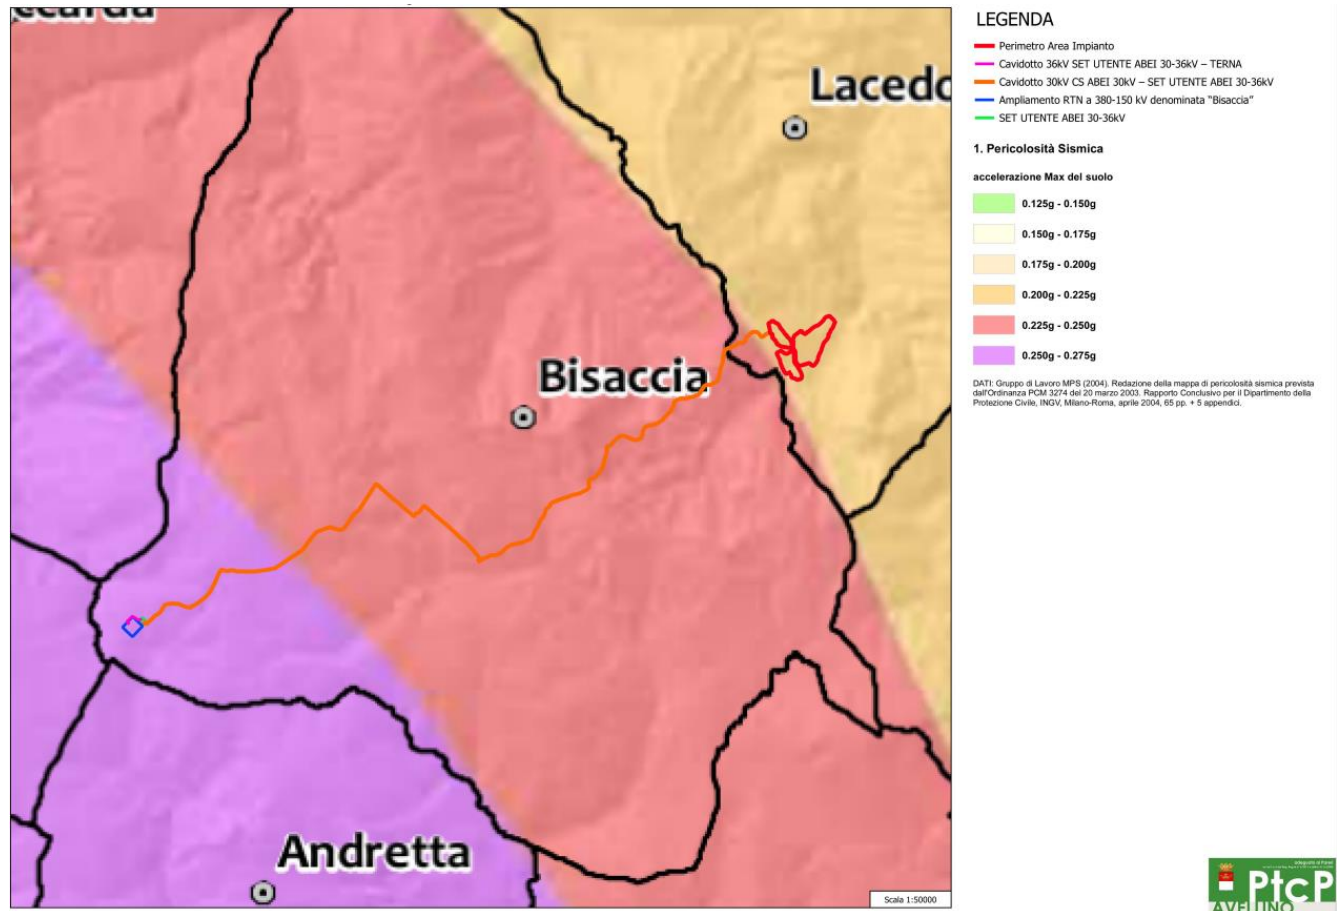 Lacedo
Bisaccia
Andretta
Scala 1:50000
LEGENDA
Perimetro Area Impianto
Cavidotto 36kV SET UTENTE ABEI 30-36kV – TERNA
Cavidotto 30kV CS ABEI 30kV – SET UTENTE ABEI 30-36kV
Ampliamento RTN a 380-150 kV denominata "Bisaccia"
SET UTENTE ABEI 30-36kV
1. Pericolosità Sismica
accelerazione Max del suolo
0.125g - 0.150g
0.150g - 0.175g
0.175g - 0.200g
0.200g - 0.225g
0.225g - 0.250g
0.250g - 0.275g
DATI: Gruppo di Lavoro MPS (2004). Redazione della mappa di pericolosità sismica prevista
dall'Ordinanza PCM 3274 del 20 marzo 2003. Rapporto Conclusivo per il Dipartimento della
Protezione Civile, INGV, Milano-Roma, aprile 2004, 65 pp. + 5 appendici.
PtcP
AVELLINO